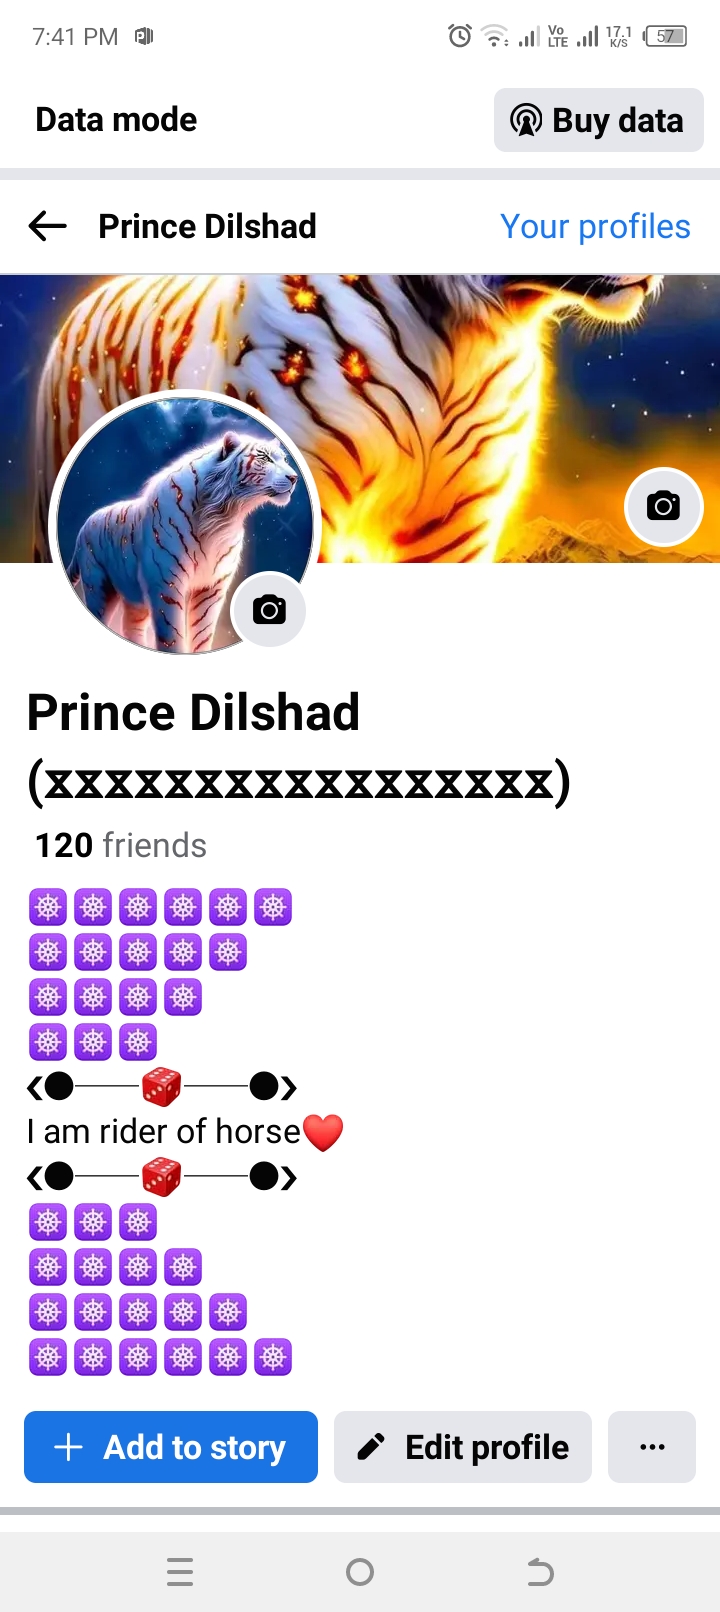 7:41 PM
Vo LTE
17.1 K/S
57
Data mode
Buy data
Prince Dilshad
Your profiles
Prince Dilshad
(⧖⧖⧖⧖⧖⧖⧖⧖⧖⧖⧖⧖⧖⧖⧖⧖⧖)
120 friends
☸️☸️☸️☸️☸️☸️
☸️☸️☸️☸️☸️
☸️☸️☸️☸️
☸️☸️☸️
❮●──🎲──●❯
I am rider of horse❤️
❮●──🎲──●❯
☸️☸️☸️
☸️☸️☸️☸️
☸️☸️☸️☸️☸️
☸️☸️☸️☸️☸️☸️
Add to story
Edit profile